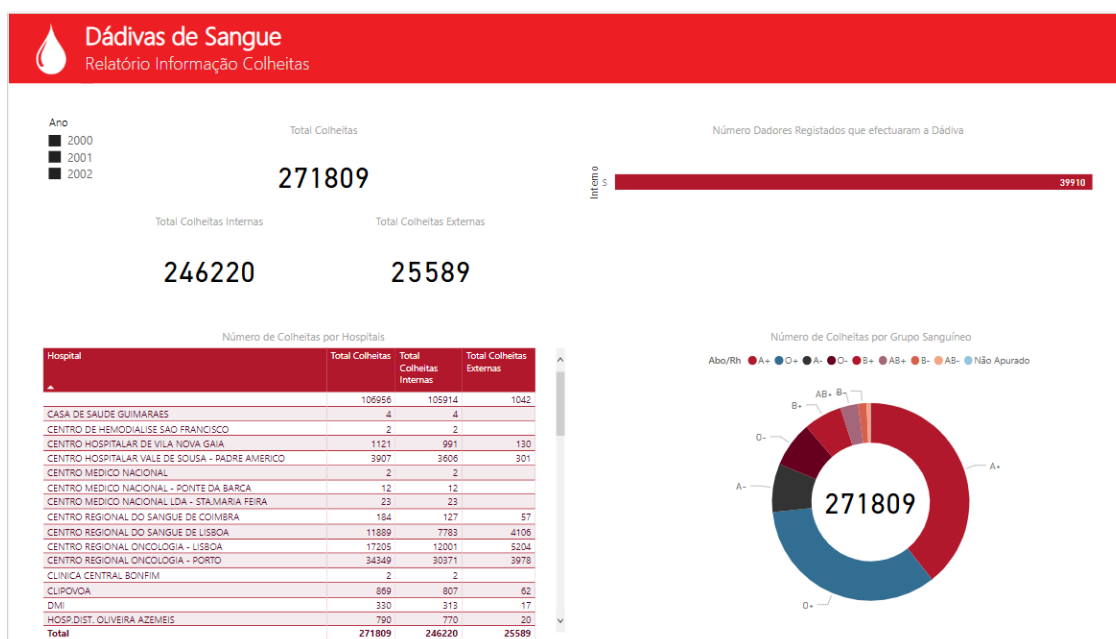 Dádivas de Sangue
Relatório Informação Colheitas
Ano
2000
2001
2002
Total Colheitas
271809
Total Colheitas Internas
Total Colheitas Externas
246220
25589
Número Dadores Registados que efectuaram a Dádiva
Interno
S
39910
Número de Colheitas por Hospitais
Hospital Total Colheitas Total Colheitas Internas Total Colheitas Externas
106956 105914 1042
CASA DE SAUDE GUIMARAES 4 4
CENTRO DE HEMODIALISE SAO FRANCISCO 2 2
CENTRO HOSPITALAR DE VILA NOVA GAIA 1121 991 130
CENTRO HOSPITALAR VALE DE SOUSA - PADRE AMERICO 3907 3606 301
CENTRO MEDICO NACIONAL 2 2
CENTRO MEDICO NACIONAL - PONTE DA BARCA 12 12
CENTRO MEDICO NACIONAL LDA - STA.MARIA FEIRA 23 23
CENTRO REGIONAL DO SANGUE DE COIMBRA 184 127 57
CENTRO REGIONAL DO SANGUE DE LISBOA 11889 7783 4106
CENTRO REGIONAL ONCOLOGIA - LISBOA 17205 12001 5204
CENTRO REGIONAL ONCOLOGIA - PORTO 34349 30371 3978
CLINICA CENTRAL BONFIM 2 2
CLIPOVOA 869 807 62
DMI 330 313 17
HOSP.DIST. OLIVEIRA AZEMEIS 790 770 20
Total 271809 246220 25589
Número de Colheitas por Grupo Sanguíneo
Abo/Rh A+ O+ A- O- B+ AB+ B- AB- Não Apurado
AB+ B-
B+
O-
A-
A+
271809
O+